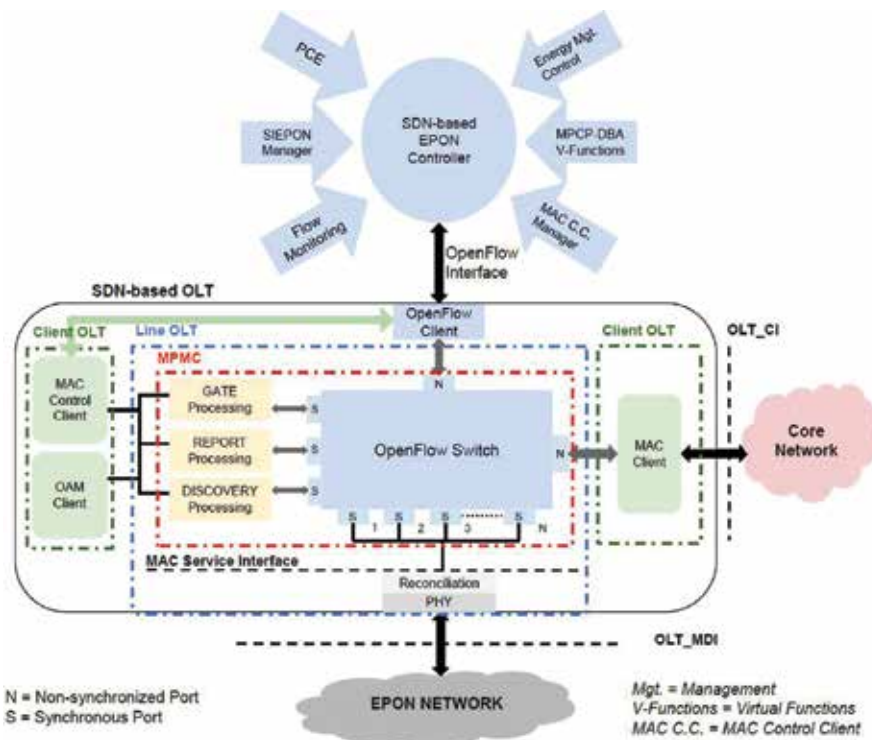 PCE
Energy Mgt.
Control
SIEPON
Manager
SDN-based
EPON
Controller
MPCP-DBA
V-Functions
Flow
Monitoring
MAC C.C.
Manager
OpenFlow
Interface
SDN-based OLT
OpenFlow
Client
Client OLT
Line OLT
Client OLT
OLT_CI
MPMC
MAC
Control
Client
GATE
Processing
S
N
REPORT
Processing
S
OpenFlow Switch
N
MAC
Client
Core
Network
OAM
Client
DISCOVERY
Processing
S
S
1
S
2
S
3
S
N
MAC Service Interface
Reconciliation
PHY
OLT_MDI
EPON NETWORK
N = Non-synchronized Port
S = Synchronous Port
Mgt. = Management
V-Functions = Virtual Functions
MAC C.C. = MAC Control Client